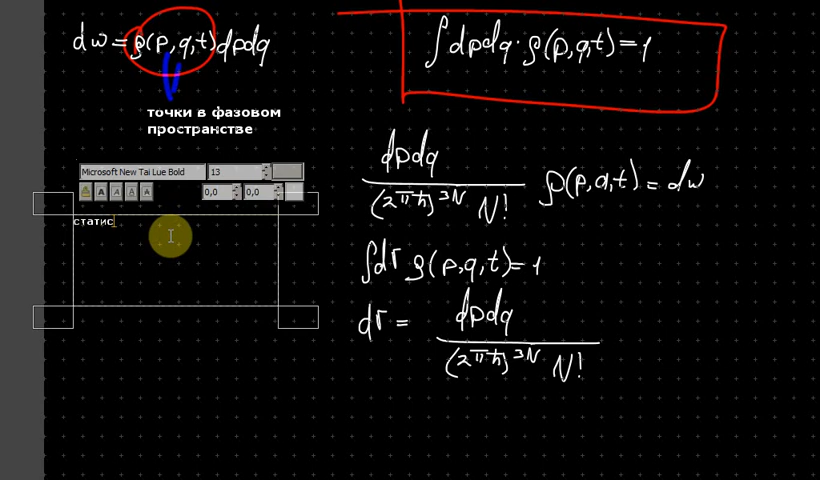 dw = ρ(p,q,t)dpdq
∫dpdq·ρ(p,q,t)=1
точки в фазовом
пространстве
dpdq
(2πħ)^3N N!
ρ(p,q,t) = dw
Microsoft New Tai Lue Bold 13
A A A A
0,0 0,0
статис
∫dΓ ρ(p,q,t)=1
dΓ = dpdq
(2πħ)^3N N!